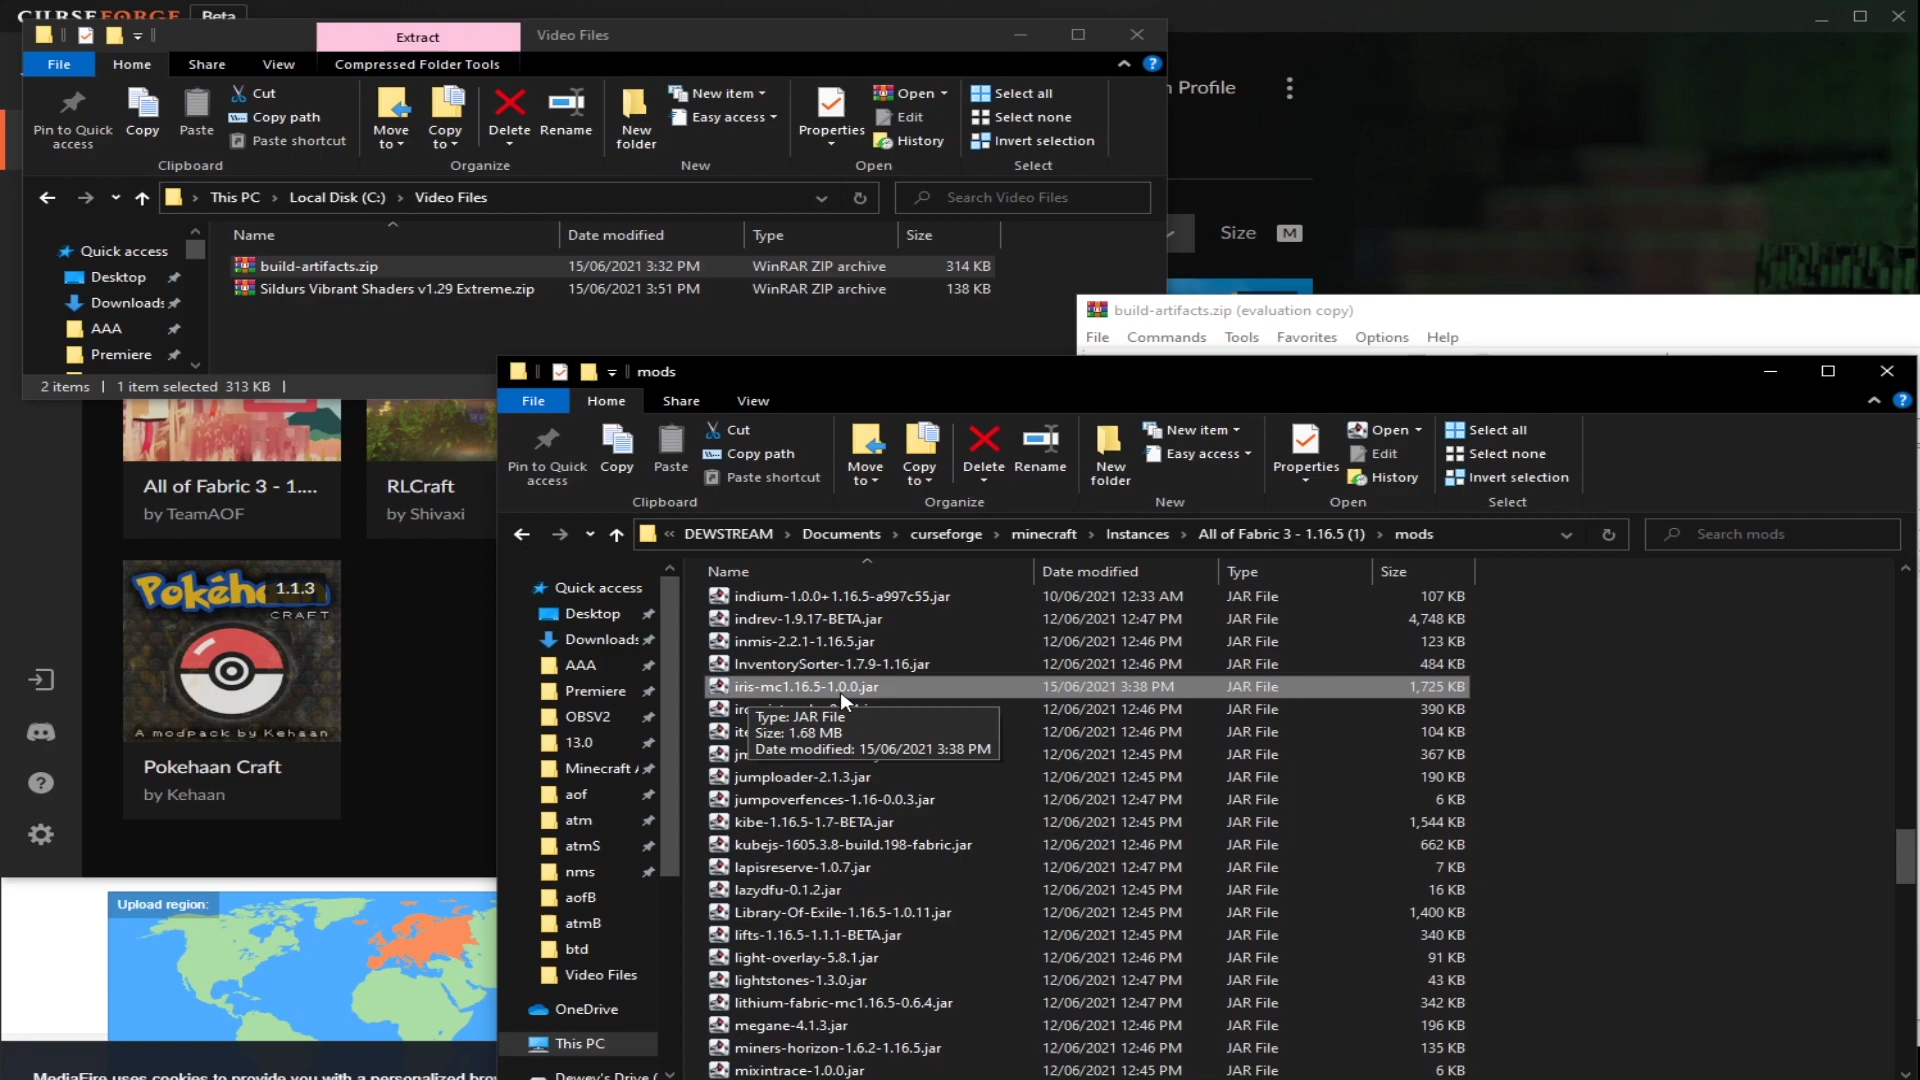 CURSEFORGE Beta
Extract Video Files
File Home Share View Compressed Folder Tools
Pin to Quick access Copy Paste Cut Copy path Paste shortcut
Move to Copy to Delete Rename New folder New item Easy access
Properties Open Edit History Select all Select none Invert selection
Clipboard Organize New Open Select
This PC Local Disk (C:) Video Files Search Video Files
Name Date modified Type Size
build-artifacts.zip 15/06/2021 3:32 PM WinRAR ZIP archive 314 KB
Sildurs Vibrant Shaders v1.29 Extreme.zip 15/06/2021 3:51 PM WinRAR ZIP archive 138 KB
Quick access
Desktop
Downloads
AAA
Premiere
2 items 1 item selected 313 KB
Profile
Size M
build-artifacts.zip (evaluation copy)
File Commands Tools Favorites Options Help
All of Fabric 3 - 1....
by TeamAOF
RLCraft
by Shivaxi
Pokéha
1.1.3
CRAFT
A modpack by Kehaan
Pokehaan Craft
by Kehaan
Upload region:
MediaFire uses cookies to provide you with a personalized
mods
File Home Share View
Pin to Quick access Copy Paste Cut Copy path Paste shortcut
Move to Copy to Delete Rename New folder New item Easy access
Properties Open Edit History Select all Select none Invert selection
Clipboard Organize New Open Select
« DEWSTREAM Documents curseforge minecraft Instances All of Fabric 3 - 1.16.5 (1) mods Search mods
Quick access
Desktop
Downloads
AAA
Premiere
OBSV2
13.0
Minecraft
aof
atm
atmS
nms
aofB
atmB
btd
Video Files
OneDrive
This PC
Dewey's Drive (
Name Date modified Type Size
indium-1.0.0+1.16.5-a997c55.jar 10/06/2021 12:33 AM JAR File 107 KB
indrev-1.9.17-BETA.jar 12/06/2021 12:47 PM JAR File 4,748 KB
inmis-2.2.1-1.16.5.jar 12/06/2021 12:46 PM JAR File 123 KB
InventorySorter-1.7.9-1.16.jar 12/06/2021 12:46 PM JAR File 484 KB
iris-mc1.16.5-1.0.0.jar 15/06/2021 3:38 PM JAR File 1,725 KB
12/06/2021 12:46 PM JAR File 390 KB
12/06/2021 12:46 PM JAR File 104 KB
12/06/2021 12:45 PM JAR File 367 KB
Type: JAR File
Size: 1.68 MB
Date modified: 15/06/2021 3:38 PM
jumploader-2.1.3.jar 12/06/2021 12:45 PM JAR File 190 KB
jumpoverfences-1.16-0.0.3.jar 12/06/2021 12:47 PM JAR File 6 KB
kibe-1.16.5-1.7-BETA.jar 12/06/2021 12:45 PM JAR File 1,544 KB
kubejs-1605.3.8-build.198-fabric.jar 12/06/2021 12:46 PM JAR File 662 KB
lapisreserve-1.0.7.jar 12/06/2021 12:45 PM JAR File 7 KB
lazydfu-0.1.2.jar 12/06/2021 12:45 PM JAR File 16 KB
Library-Of-Exile-1.16.5-1.0.11.jar 12/06/2021 12:45 PM JAR File 1,400 KB
lifts-1.16.5-1.1.1-BETA.jar 12/06/2021 12:45 PM JAR File 340 KB
light-overlay-5.8.1.jar 12/06/2021 12:46 PM JAR File 91 KB
lightstones-1.3.0.jar 12/06/2021 12:47 PM JAR File 43 KB
lithium-fabric-mc1.16.5-0.6.4.jar 12/06/2021 12:47 PM JAR File 342 KB
megane-4.1.3.jar 12/06/2021 12:46 PM JAR File 196 KB
miners-horizon-1.6.2-1.16.5.jar 12/06/2021 12:46 PM JAR File 135 KB
mixintrace-1.0.0.jar 12/06/2021 12:45 PM JAR File 6 KB